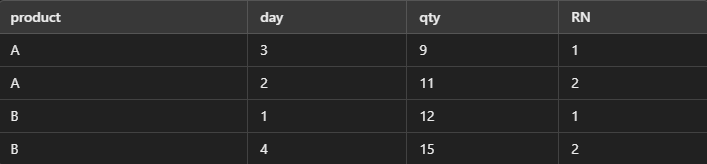 product day qty RN
A 3 9 1
A 2 11 2
B 1 12 1
B 4 15 2